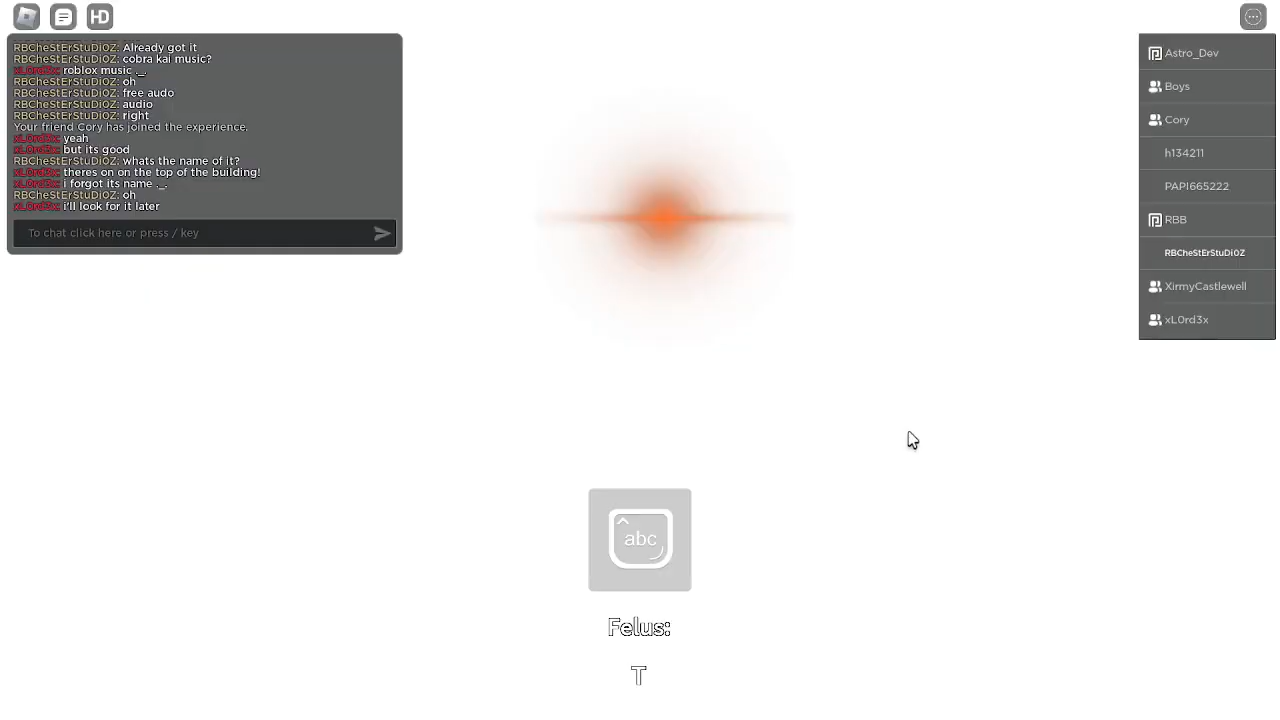 HD
RBCheStErStuDi0Z: Already got it
RBCheStErStuDi0Z: cobra kai music?
xL0rd3x: roblox music ._.
RBCheStErStuDi0Z: oh
RBCheStErStuDi0Z: free audo
RBCheStErStuDi0Z: audio
RBCheStErStuDi0Z: right
Your friend Cory has joined the experience.
xL0rd3x: yeah
xL0rd3x: but its good
RBCheStErStuDi0Z: whats the name of it?
xL0rd3x: theres on on the top of the building!
xL0rd3x: i forgot its name ._.
RBCheStErStuDi0Z: oh
xL0rd3x: i'll look for it later
To chat click here or press / key
Astro_Dev
Boys
Cory
h134211
PAPI665222
RBB
RBCheStErStuDi0Z
XirmyCastlewell
xL0rd3x
abc
Felus:
T